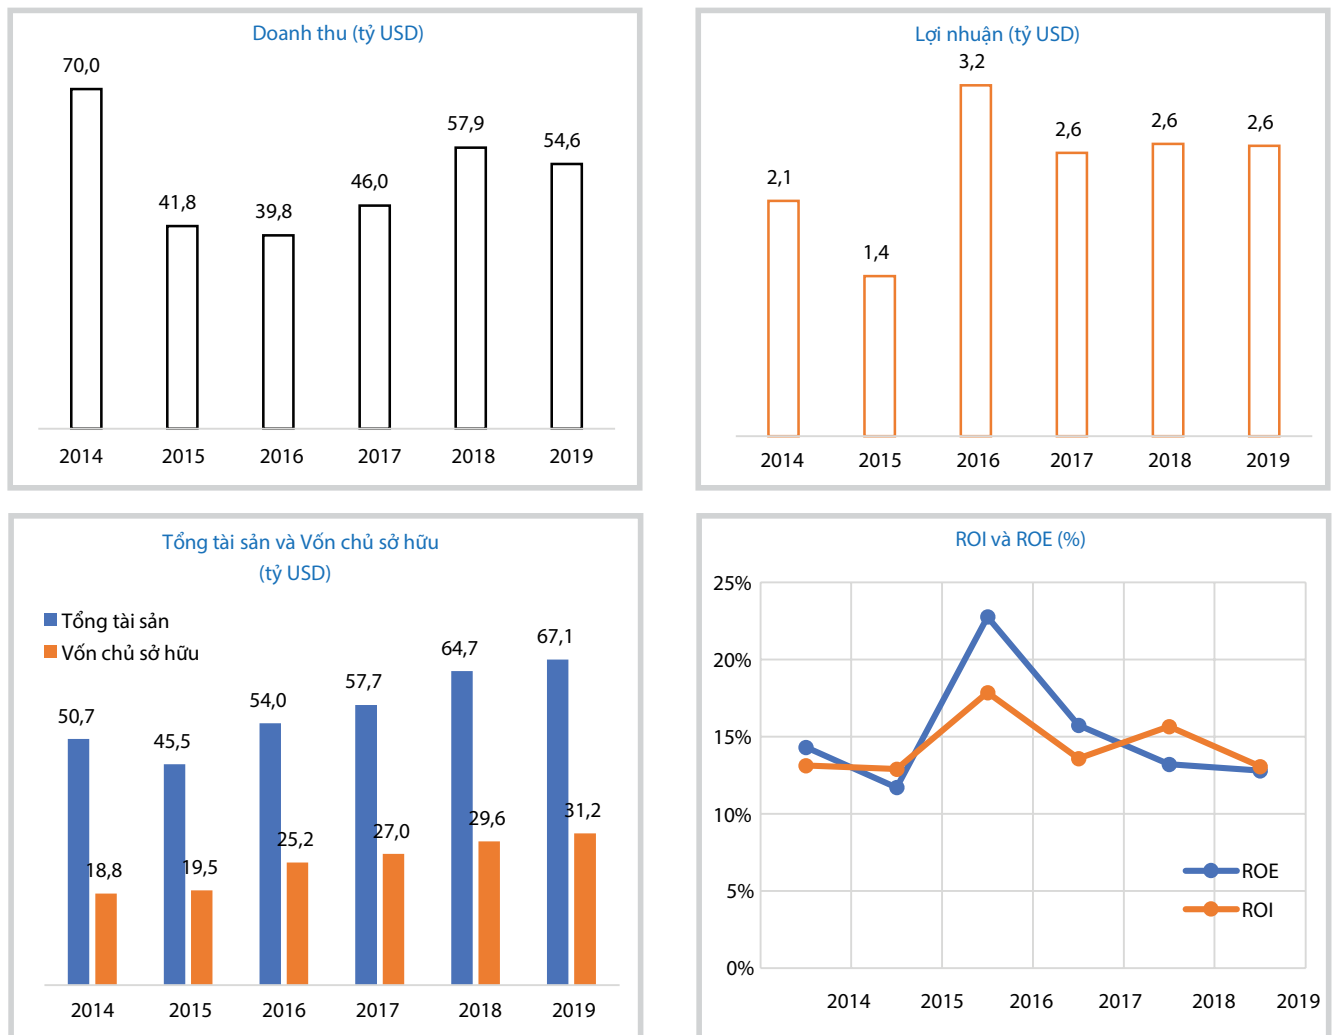 Doanh thu (tỷ USD)
70,0
41,8
39,8
46,0
57,9
54,6
2014 2015 2016 2017 2018 2019
Lợi nhuận (tỷ USD)
2,1
1,4
3,2
2,6
2,6
2,6
2014 2015 2016 2017 2018 2019
Tổng tài sản và Vốn chủ sở hữu
(tỷ USD)
Tổng tài sản
Vốn chủ sở hữu
50,7
45,5
54,0
57,7
64,7
67,1
18,8
19,5
25,2
27,0
29,6
31,2
2014 2015 2016 2017 2018 2019
ROI và ROE (%)
25%
20%
15%
10%
5%
0%
ROE
ROI
2014 2015 2016 2017 2018 2019